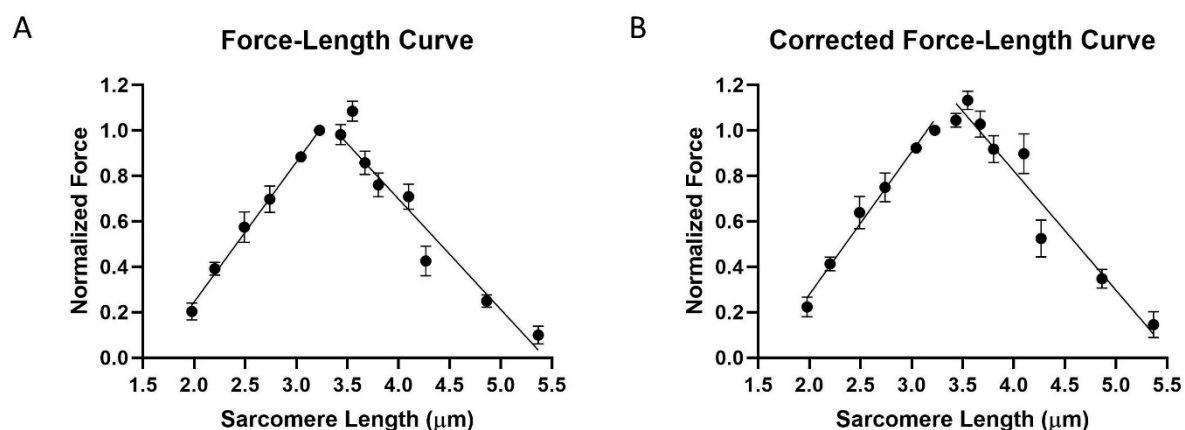 A
Force-Length Curve
Normalized Force
1.2
1.0
0.8
0.6
0.4
0.2
0.0
1.5 2.0 2.5 3.0 3.5 4.0 4.5 5.0 5.5
Sarcomere Length (μm)
B
Corrected Force-Length Curve
Normalized Force
1.2
1.0
0.8
0.6
0.4
0.2
0.0
1.5 2.0 2.5 3.0 3.5 4.0 4.5 5.0 5.5
Sarcomere Length (μm)